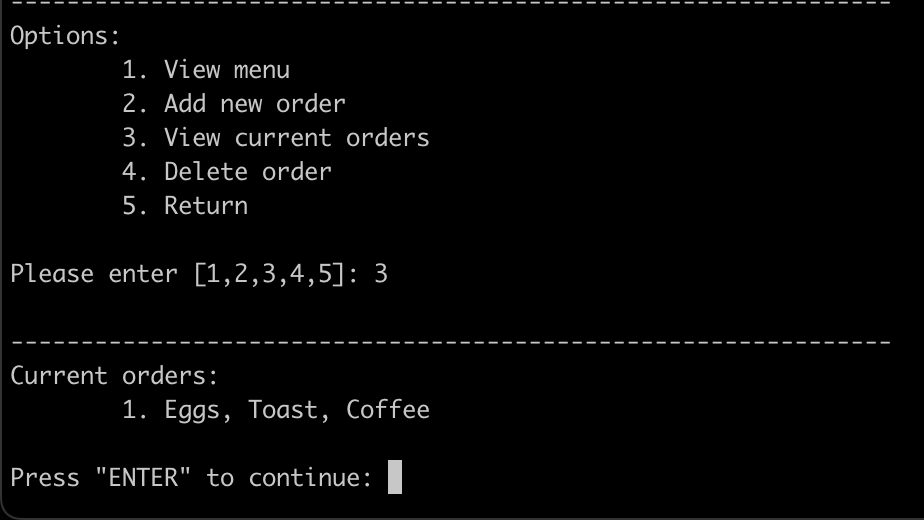 ---------------------------------------------------------------
Options:
1. View menu
2. Add new order
3. View current orders
4. Delete order
5. Return
Please enter [1,2,3,4,5]: 3
---------------------------------------------------------------
Current orders:
1. Eggs, Toast, Coffee
Press "ENTER" to continue: